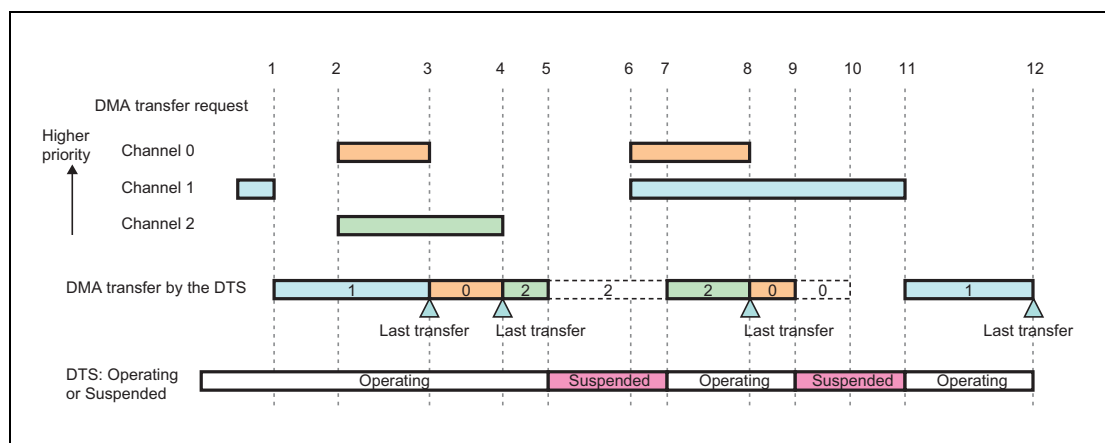 1 2 3 4 5 6 7 8 9 10 11 12
DMA transfer request
Higher
priority
Channel 0
Channel 1
Channel 2
DMA transfer by the DTS
1 0 2 2 2 0 0 1
Last transfer Last transfer Last transfer Last transfer
DTS: Operating
or Suspended
Operating Suspended Operating Suspended Operating